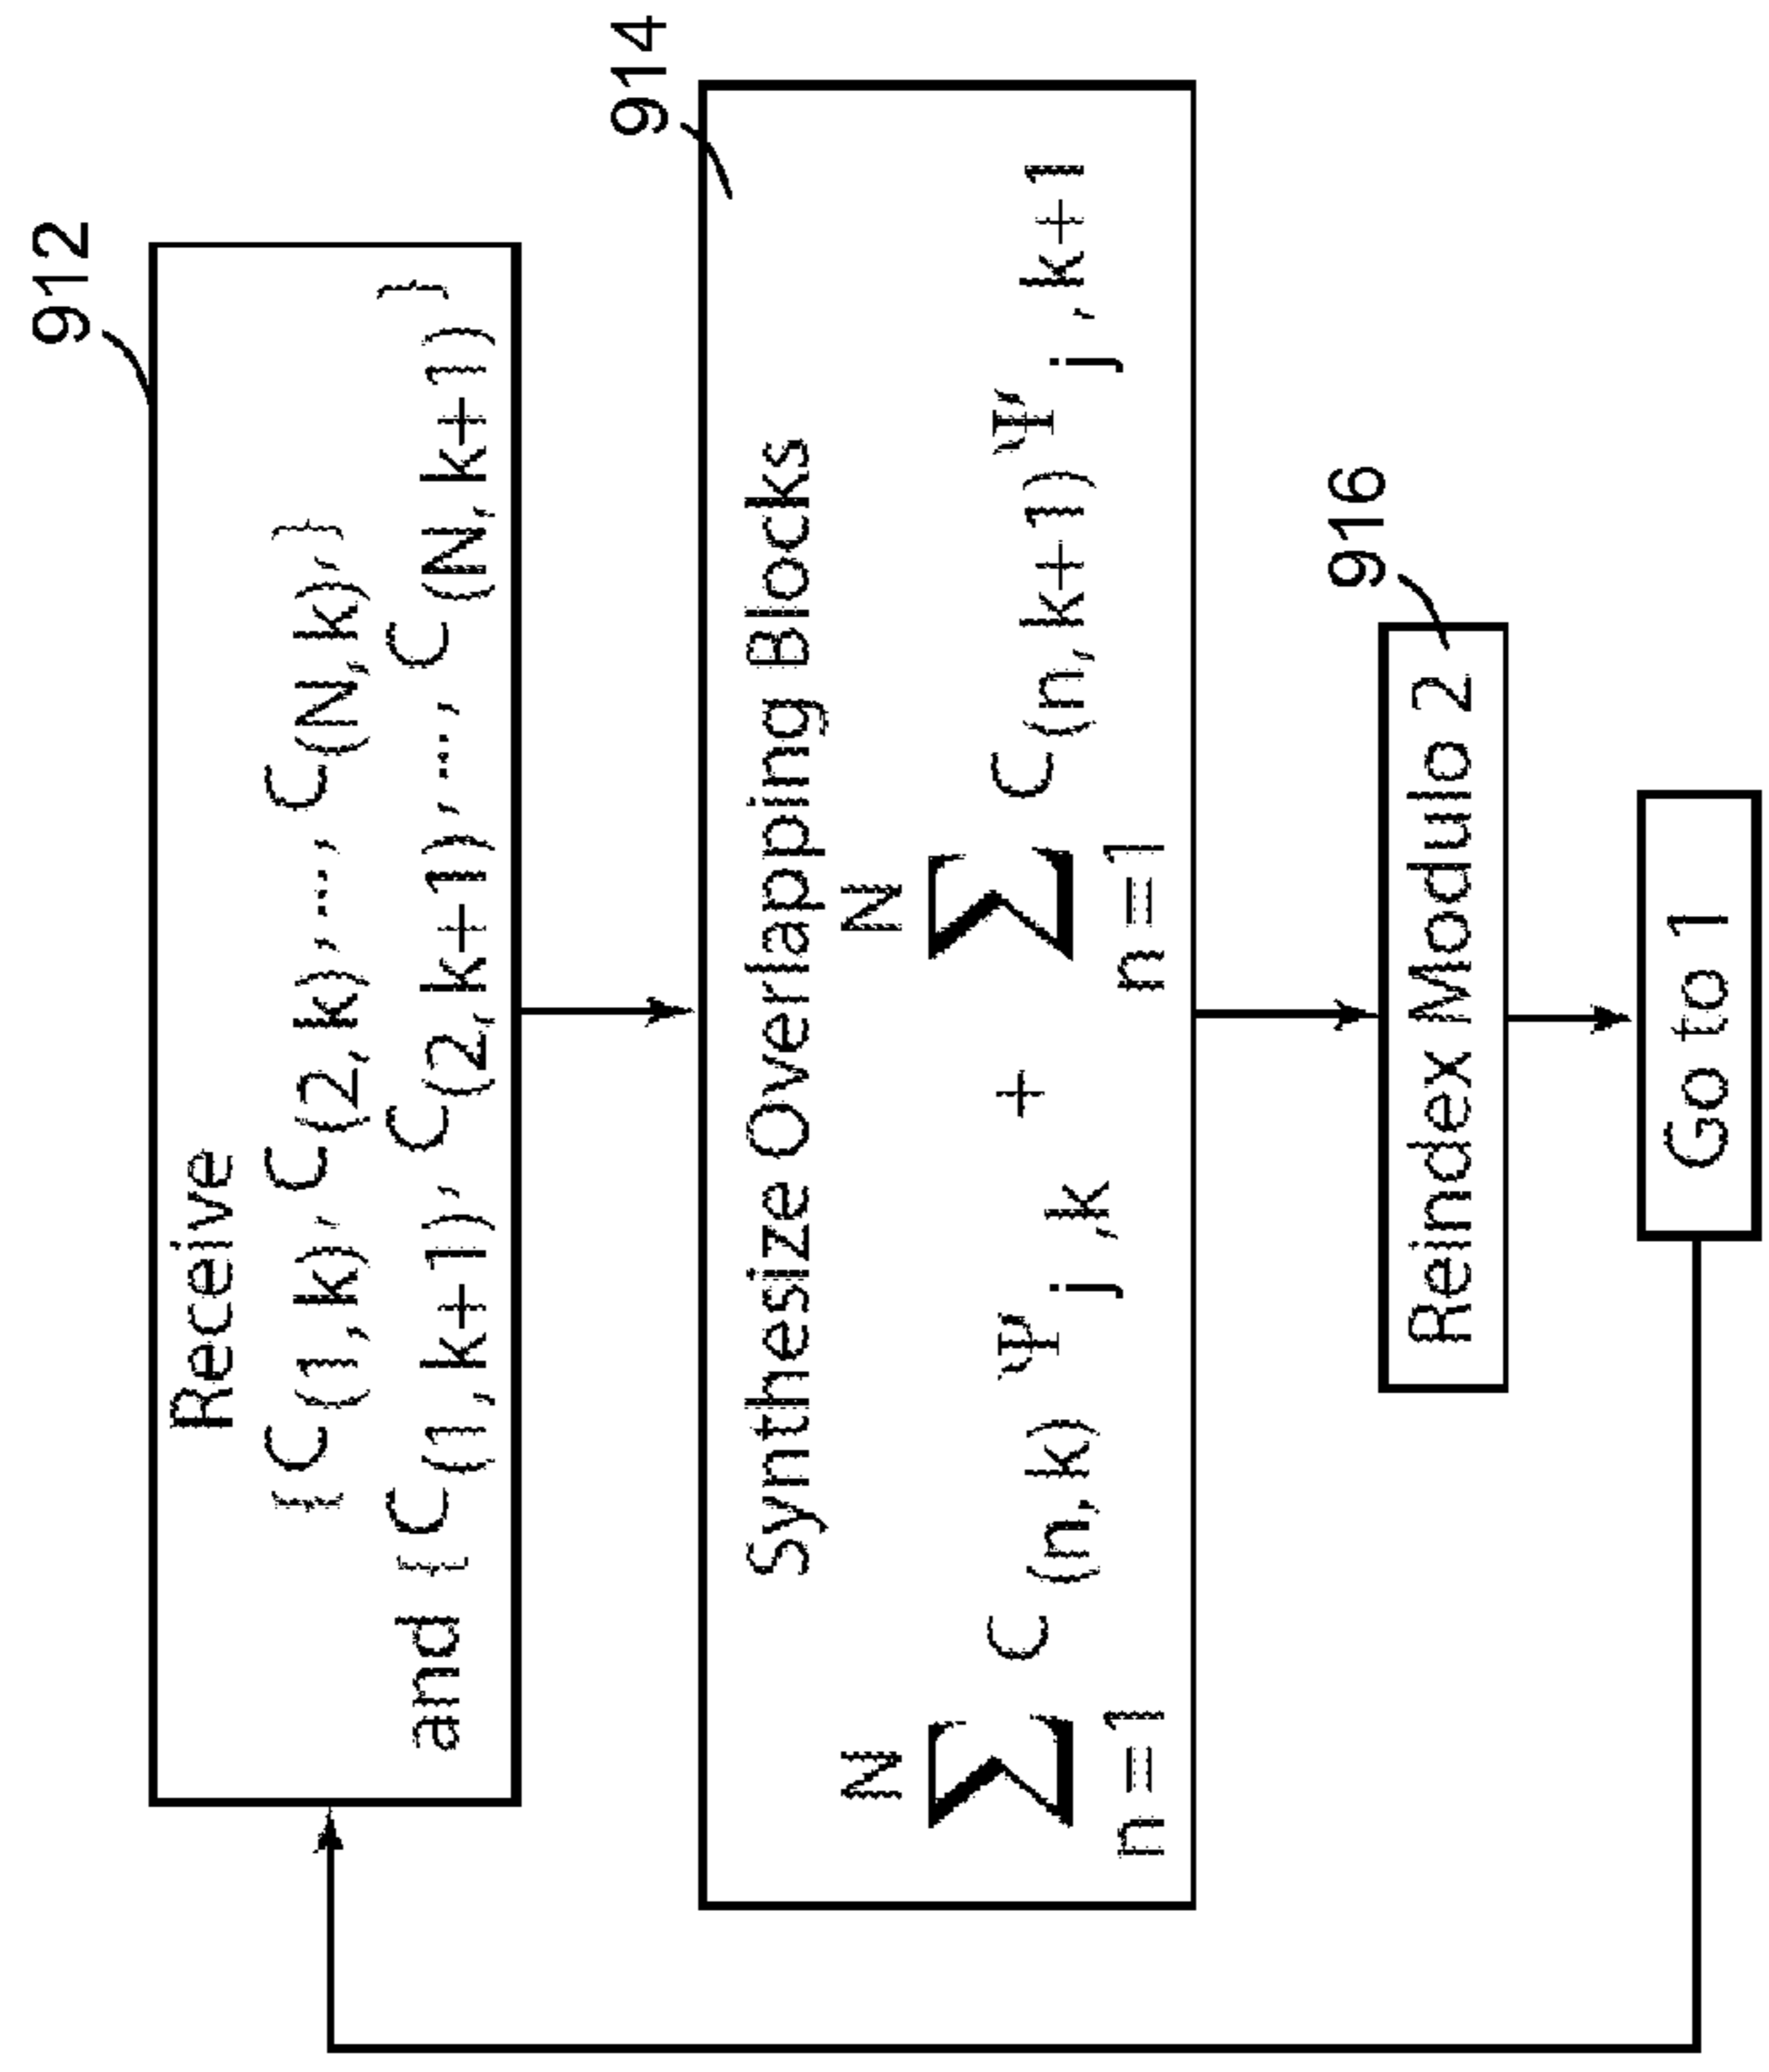 912
Receive
{C(1,k), C(2,k),..., C(N,k),}
and {C(1,k+1), C(2,k+1),..., C(N,k+1)}
914
Synthesize Overlapping Blocks
N N
∑ C(n,k) Ψj,k + ∑ C(n,k+1) Ψj,k+1
n=1 n=1
916
Reindex Modulo 2
Go to 1